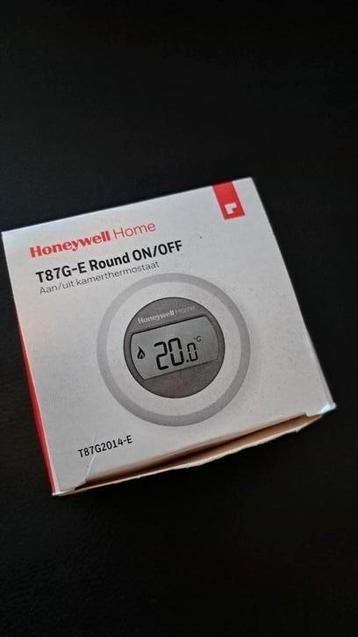 Honeywell Home
T87G-E Round ON/OFF
Aan/uit kamerthermostaat
Honeywell Home
20.0°
T87G2014-E